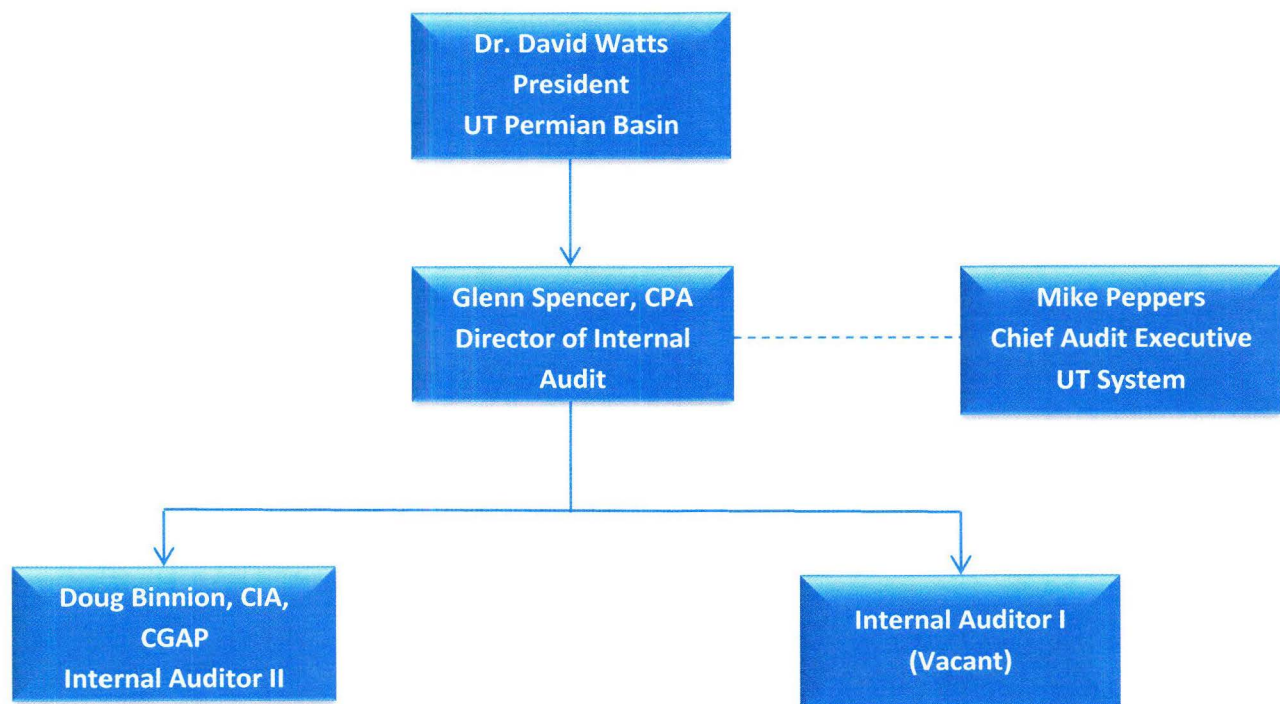 Dr. David Watts
President
UT Permian Basin
Glenn Spencer, CPA
Director of Internal
Audit
Mike Peppers
Chief Audit Executive
UT System
Doug Binnion, CIA,
CGAP
Internal Auditor II
Internal Auditor I
(Vacant)